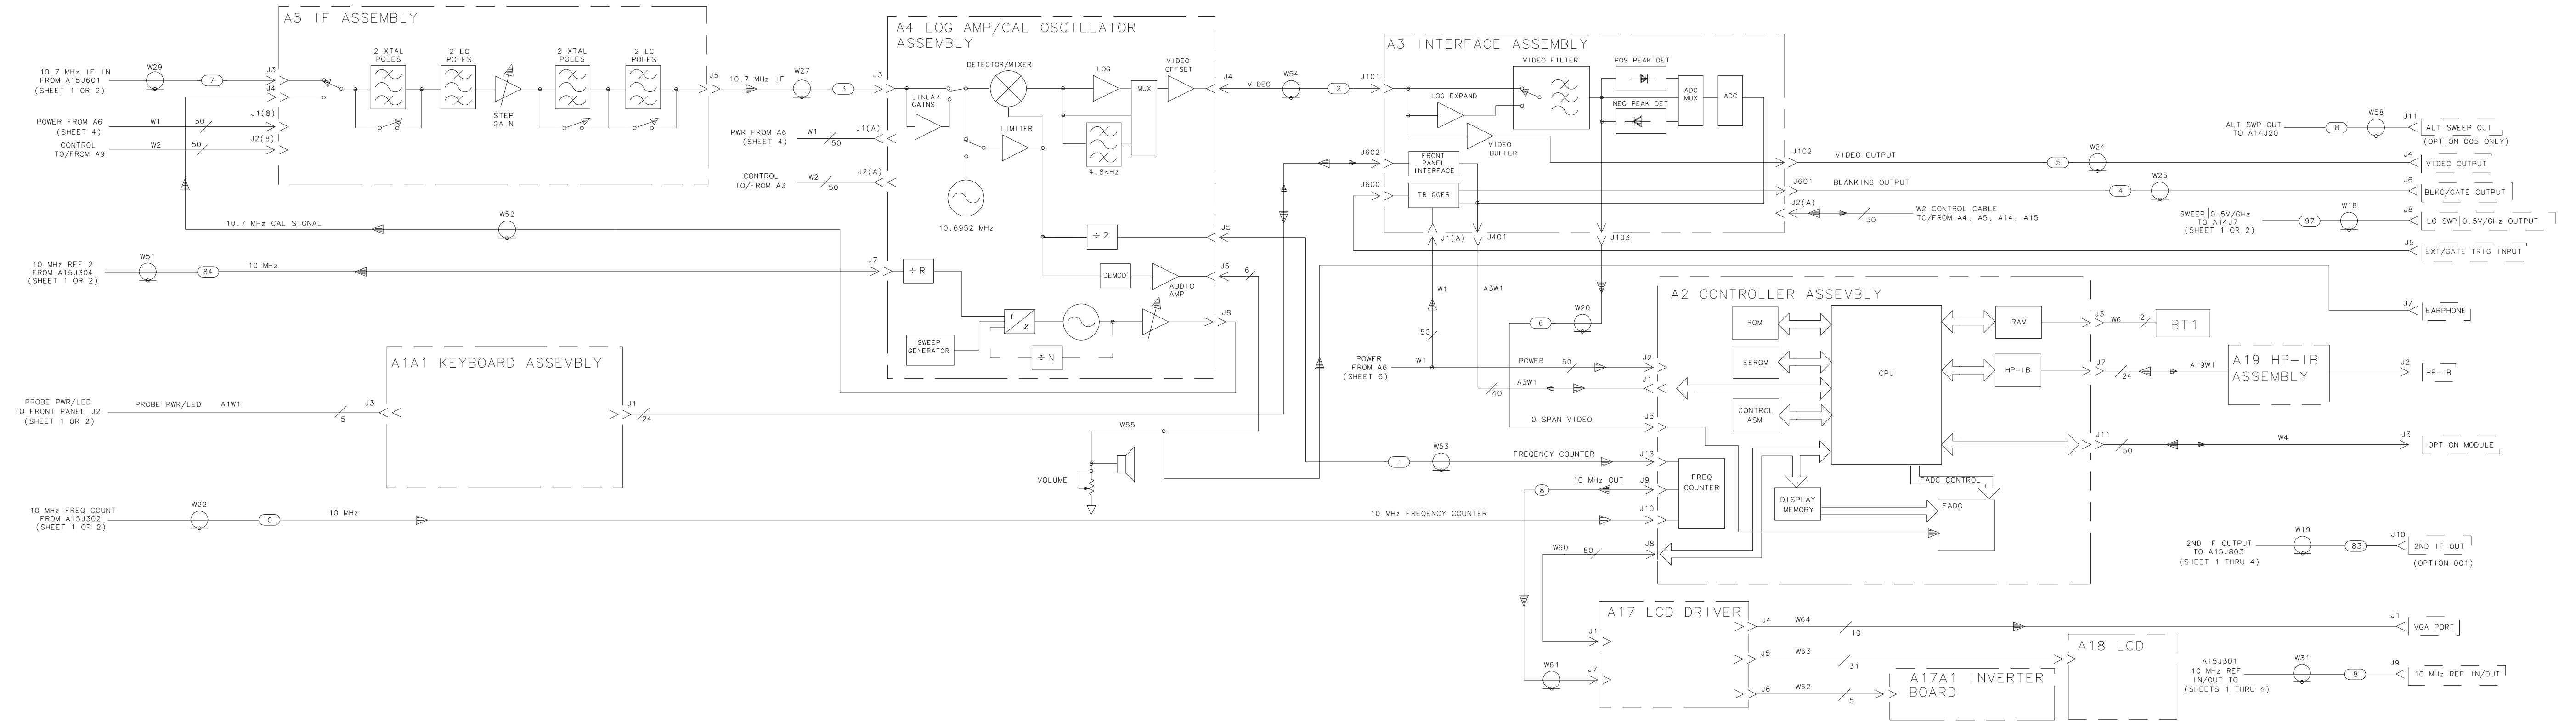 A5 IF ASSEMBLY
10.7 MHz IF IN
FROM A15J601
(SHEET 1 OR 2)
W29
7
J3
J4
2 XTAL
POLES
2 LC
POLES
STEP
GAIN
2 XTAL
POLES
2 LC
POLES
J5
10.7 MHz IF
W27
3
POWER FROM A6
(SHEET 4)
W1
50
J1(8)
CONTROL
TO/FROM A9
W2
50
J2(8)
10.7 MHz CAL SIGNAL
W52
10 MHz REF 2
FROM A15J304
(SHEET 1 OR 2)
W51
84
10 MHz
A4 LOG AMP/CAL OSCILLATOR
ASSEMBLY
J3
LINEAR
GAINS
DETECTOR/MIXER
LOG
MUX
VIDEO
OFFSET
J4
4.8KHz
LIMITER
10.6952 MHz
PWR FROM A6
(SHEET 4)
W1
50
J1(A)
CONTROL
TO/FROM A3
W2
50
J2(A)
÷ 2
J5
DEMOD
AUDIO
AMP
J6
6
J7
÷ R
f
ø
SWEEP
GENERATOR
÷ N
J8
VIDEO
W54
2
J101
A3 INTERFACE ASSEMBLY
VIDEO FILTER
LOG EXPAND
VIDEO
BUFFER
POS PEAK DET
NEG PEAK DET
ADC
MUX
ADC
J602
FRONT
PANEL
INTERFACE
J600
TRIGGER
J102
VIDEO OUTPUT
5
W24
J601
BLANKING OUTPUT
4
W25
J2(A)
50
W2 CONTROL CABLE
TO/FROM A4, A5, A14, A15
J1(A)
J401
J103
W1
50
A3W1
W20
6
ALT SWP OUT
TO A14J20
8
W58
J11
ALT SWEEP OUT
(OPTION 005 ONLY)
J4
VIDEO OUTPUT
J6
BLKG/GATE OUTPUT
SWEEP|0.5V/GHz
TO A14J7
(SHEET 1 OR 2)
97
W18
J8
LO SWP|0.5V/GHz OUTPUT
J5
EXT/GATE TRIG INPUT
J7
EARPHONE
A1A1 KEYBOARD ASSEMBLY
PROBE PWR/LED
TO FRONT PANEL J2
(SHEET 1 OR 2)
PROBE PWR/LED
A1W1
5
J3
J1
24
W55
VOLUME
10 MHz FREQ COUNT
FROM A15J302
(SHEET 1 OR 2)
W22
0
10 MHz
10 MHz FREQENCY COUNTER
A2 CONTROLLER ASSEMBLY
POWER
FROM A6
(SHEET 6)
W1
POWER
50
J2
A3W1
40
J1
0-SPAN VIDEO
J5
1
W53
FREQENCY COUNTER
J13
8
10 MHz OUT
J9
J10
FREQ
COUNTER
W60
80
J8
ROM
EEROM
CONTROL
ASM
CPU
RAM
HP-IB
DISPLAY
MEMORY
FADC CONTROL
FADC
J3
W6
2
BT1
J7
24
A19W1
A19 HP-IB
ASSEMBLY
J2
HP-IB
J11
50
W4
J3
OPTION MODULE
2ND IF OUTPUT
TO A15J803
(SHEET 1 THRU 4)
W19
83
J10
2ND IF OUT
(OPTION 001)
A17 LCD DRIVER
J1
W61
J7
J4
W64
10
J1
VGA PORT
J5
W63
31
A18 LCD
J6
W62
5
A17A1 INVERTER
BOARD
A15J301
10 MHz REF
IN/OUT TO
(SHEETS 1 THRU 4)
W31
8
J9
10 MHz REF IN/OUT